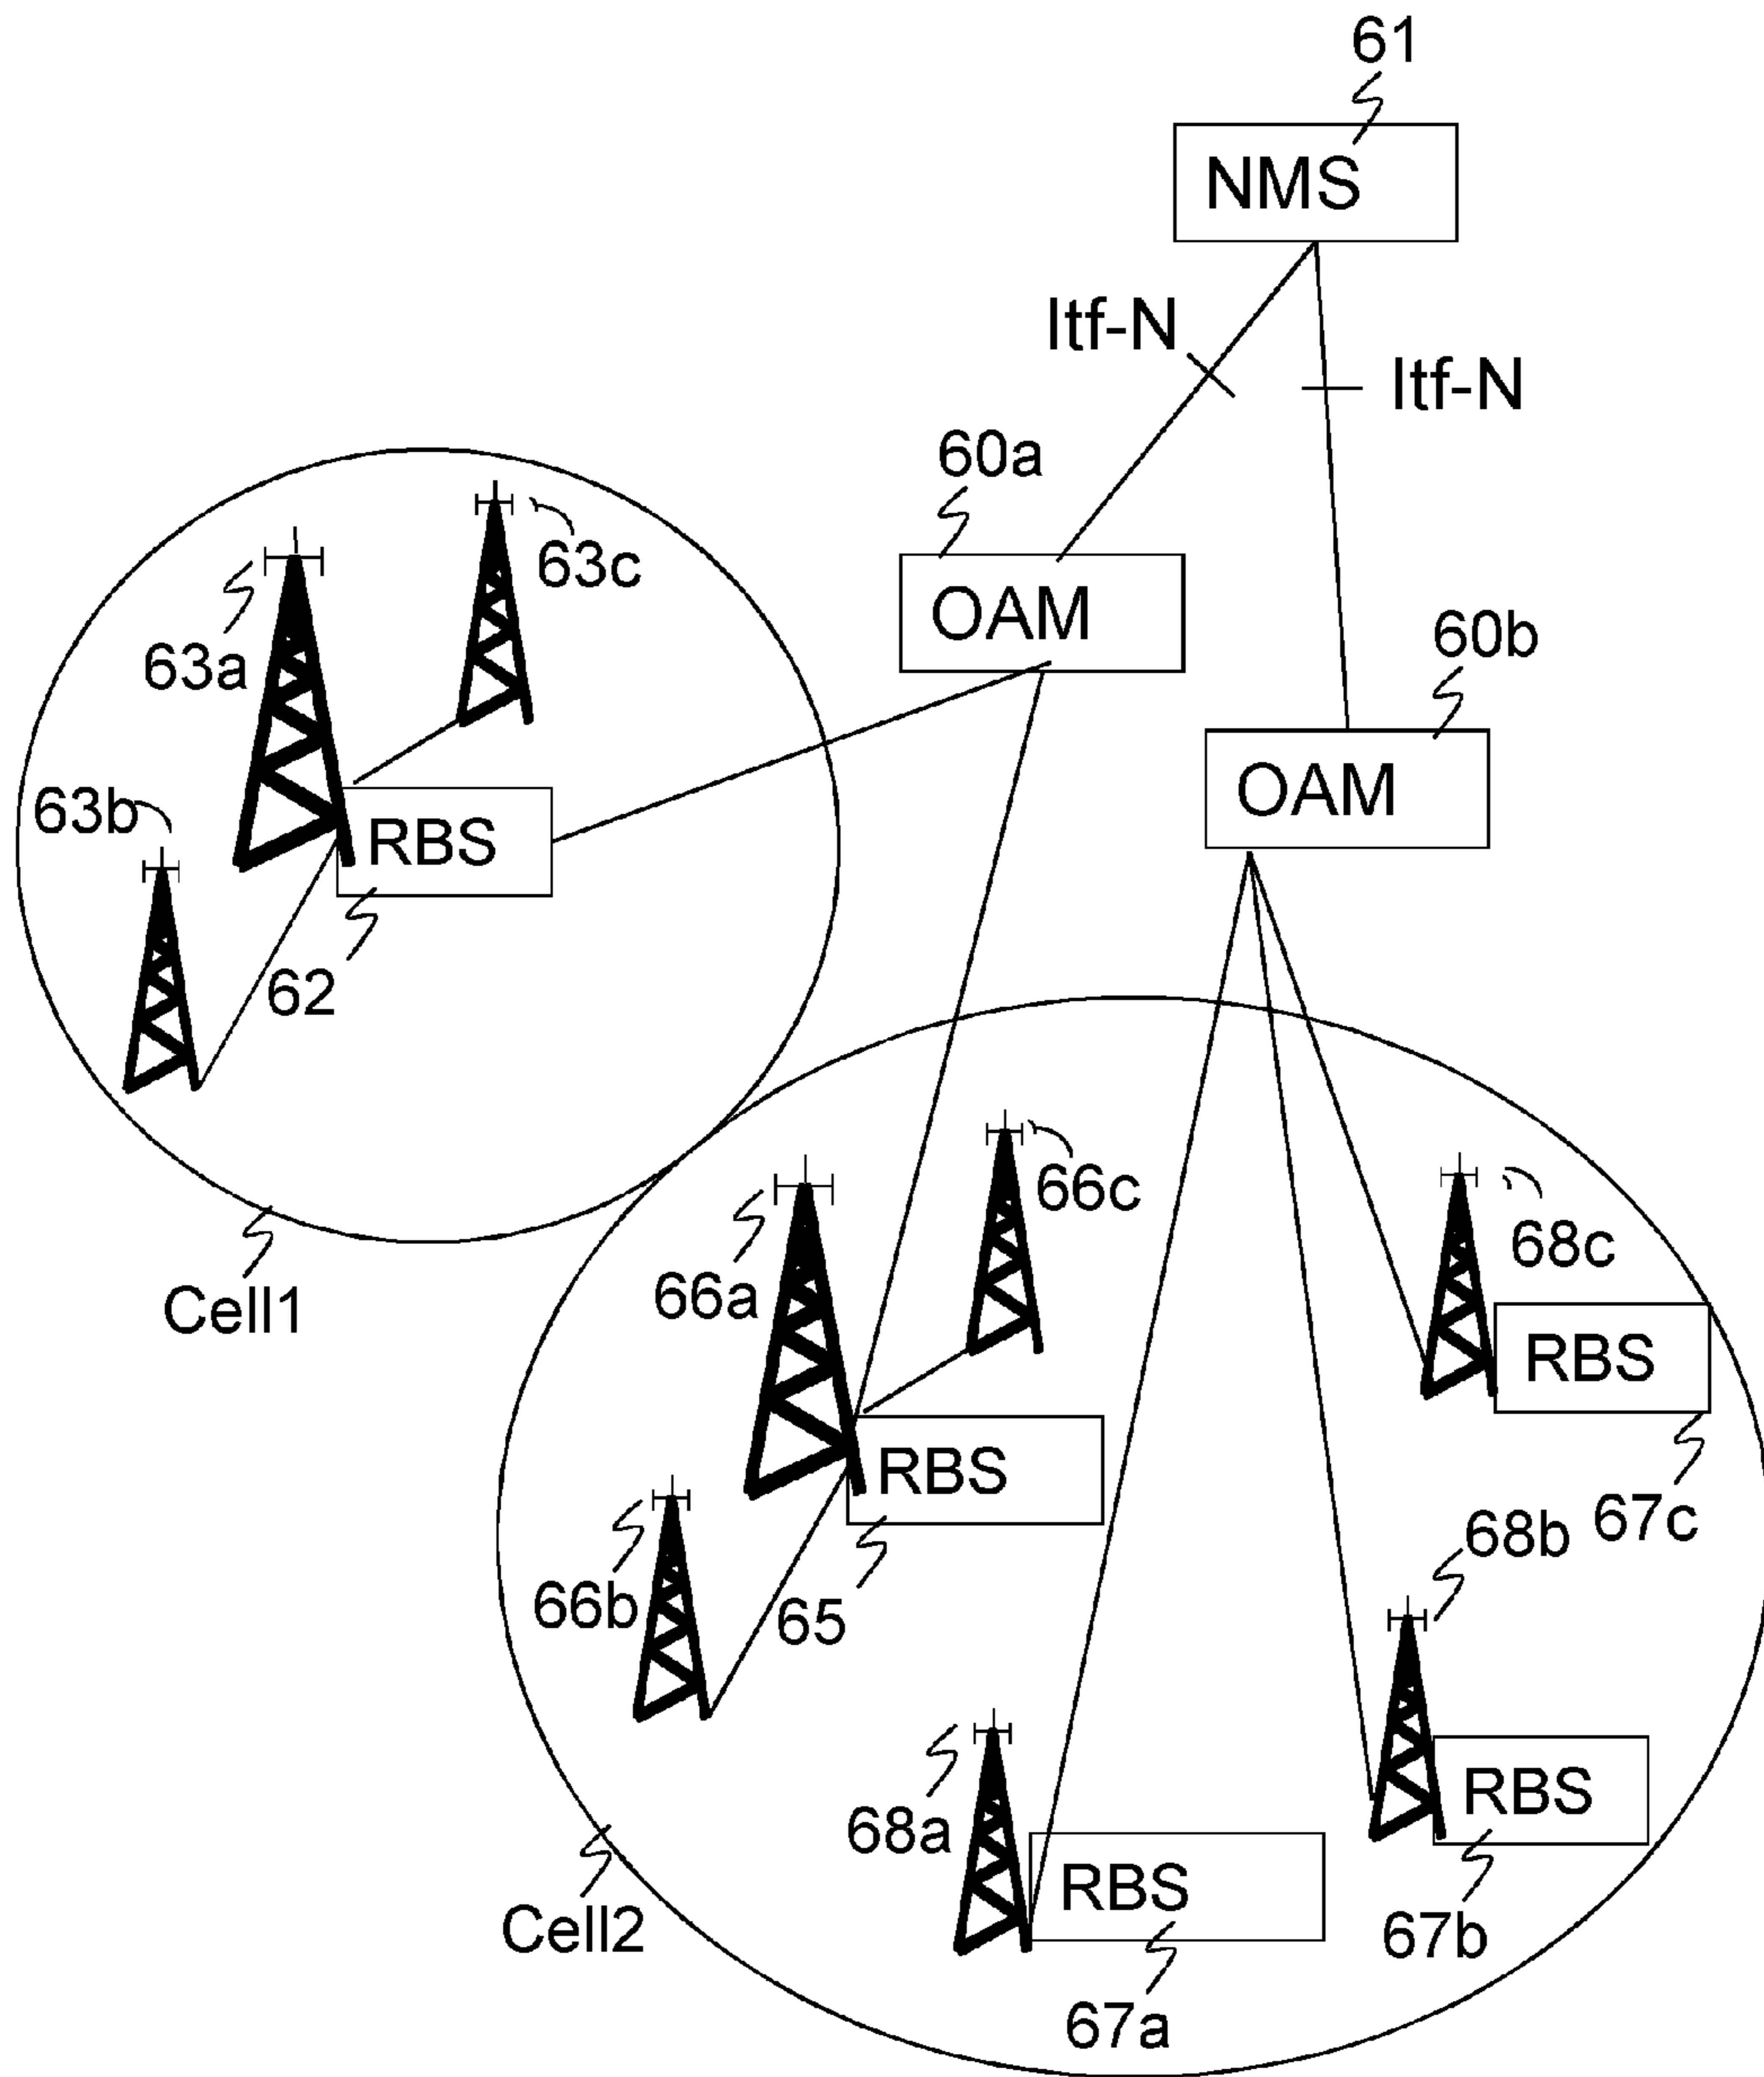 61
NMS
Itf-N
Itf-N
60a
63c
OAM
60b
63a
OAM
63b
RBS
62
66c
68c
66a
Cell1
RBS
RBS
67c
68b
66b
65
RBS
68a
RBS
Cell2
67b
67a